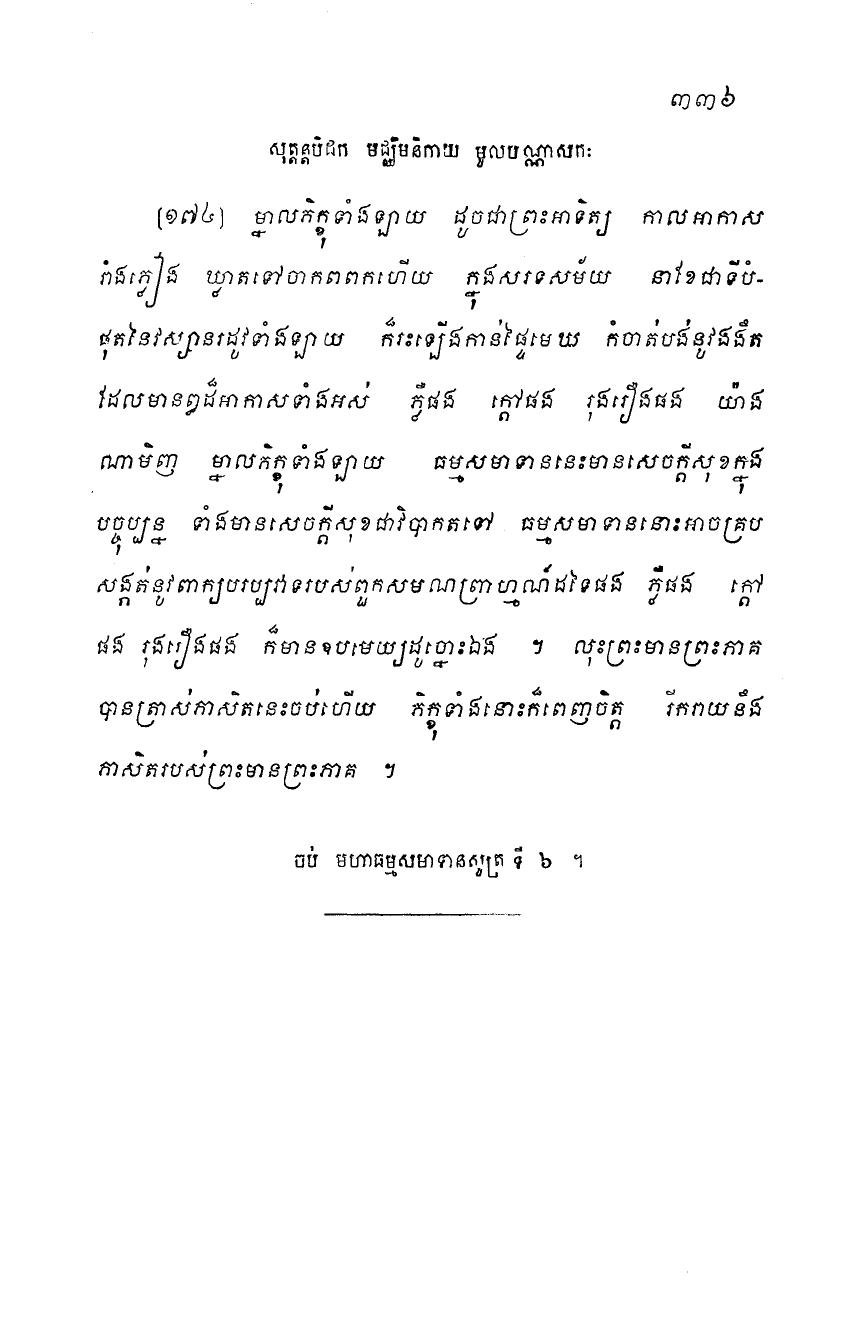 ៣៣៦
សុត្តន្តបិដក មជ្ឈិមនិកាយ មូលបណ្ណាសកៈ
[១៧៤] ម្នាលភិក្ខុទាំងឡាយ ដូចជាព្រះអាទិត្យ កាលអាកាស
រាំងភ្លៀង ឃ្លាតទៅចាកពពកហើយ ក្នុងសរទសម័យ នាខែជាទីបំ-
ផុតនៃវស្សានរដូវទាំងឡាយ ក៏រះឡើងកាន់ផ្ទៃមេឃ កំចាត់បង់នូវងងឹត
ដែលមានឰដ៏អាកាសទាំងអស់ ភ្លឺផង ក្តៅផង រុងរឿងផង យ៉ាង
ណាមិញ ម្នាលភិក្ខុទាំងឡាយ ធម្មសមាទាននេះមានសេចក្តីសុខក្នុង
បច្ចុប្បន្ន ទាំងមានសេចក្តីសុខជាវិបាកតទៅ ធម្មសមាទាននោះអាចគ្រប
សង្កត់នូវពាក្យបរប្បវាទរបស់ពួកសមណព្រាហ្មណ៍ដទៃផង ភ្លឺផង ក្តៅ
ផង រុងរឿងផង ក៏មានឧបមេយ្យដូច្នោះឯង ។ លុះព្រះមានព្រះភាគ
បានត្រាស់ភាសិតនេះចប់ហើយ ភិក្ខុទាំងនោះក៏ពេញចិត្ត រីករាយនឹង
ភាសិតរបស់ព្រះមានព្រះភាគ ។
ចប់ មហាធម្មសមាទានសូត្រ ទី ៦ ។